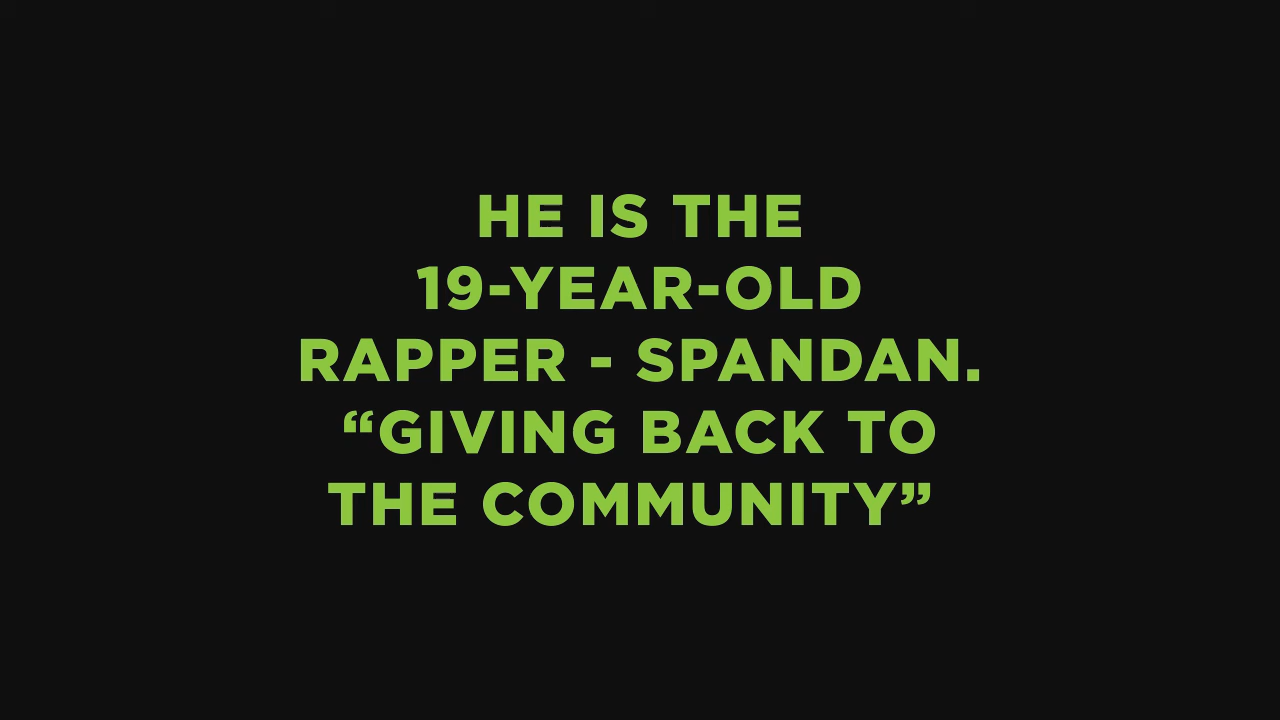 HE IS THE
19-YEAR-OLD
RAPPER - SPANDAN.
“GIVING BACK TO
THE COMMUNITY”